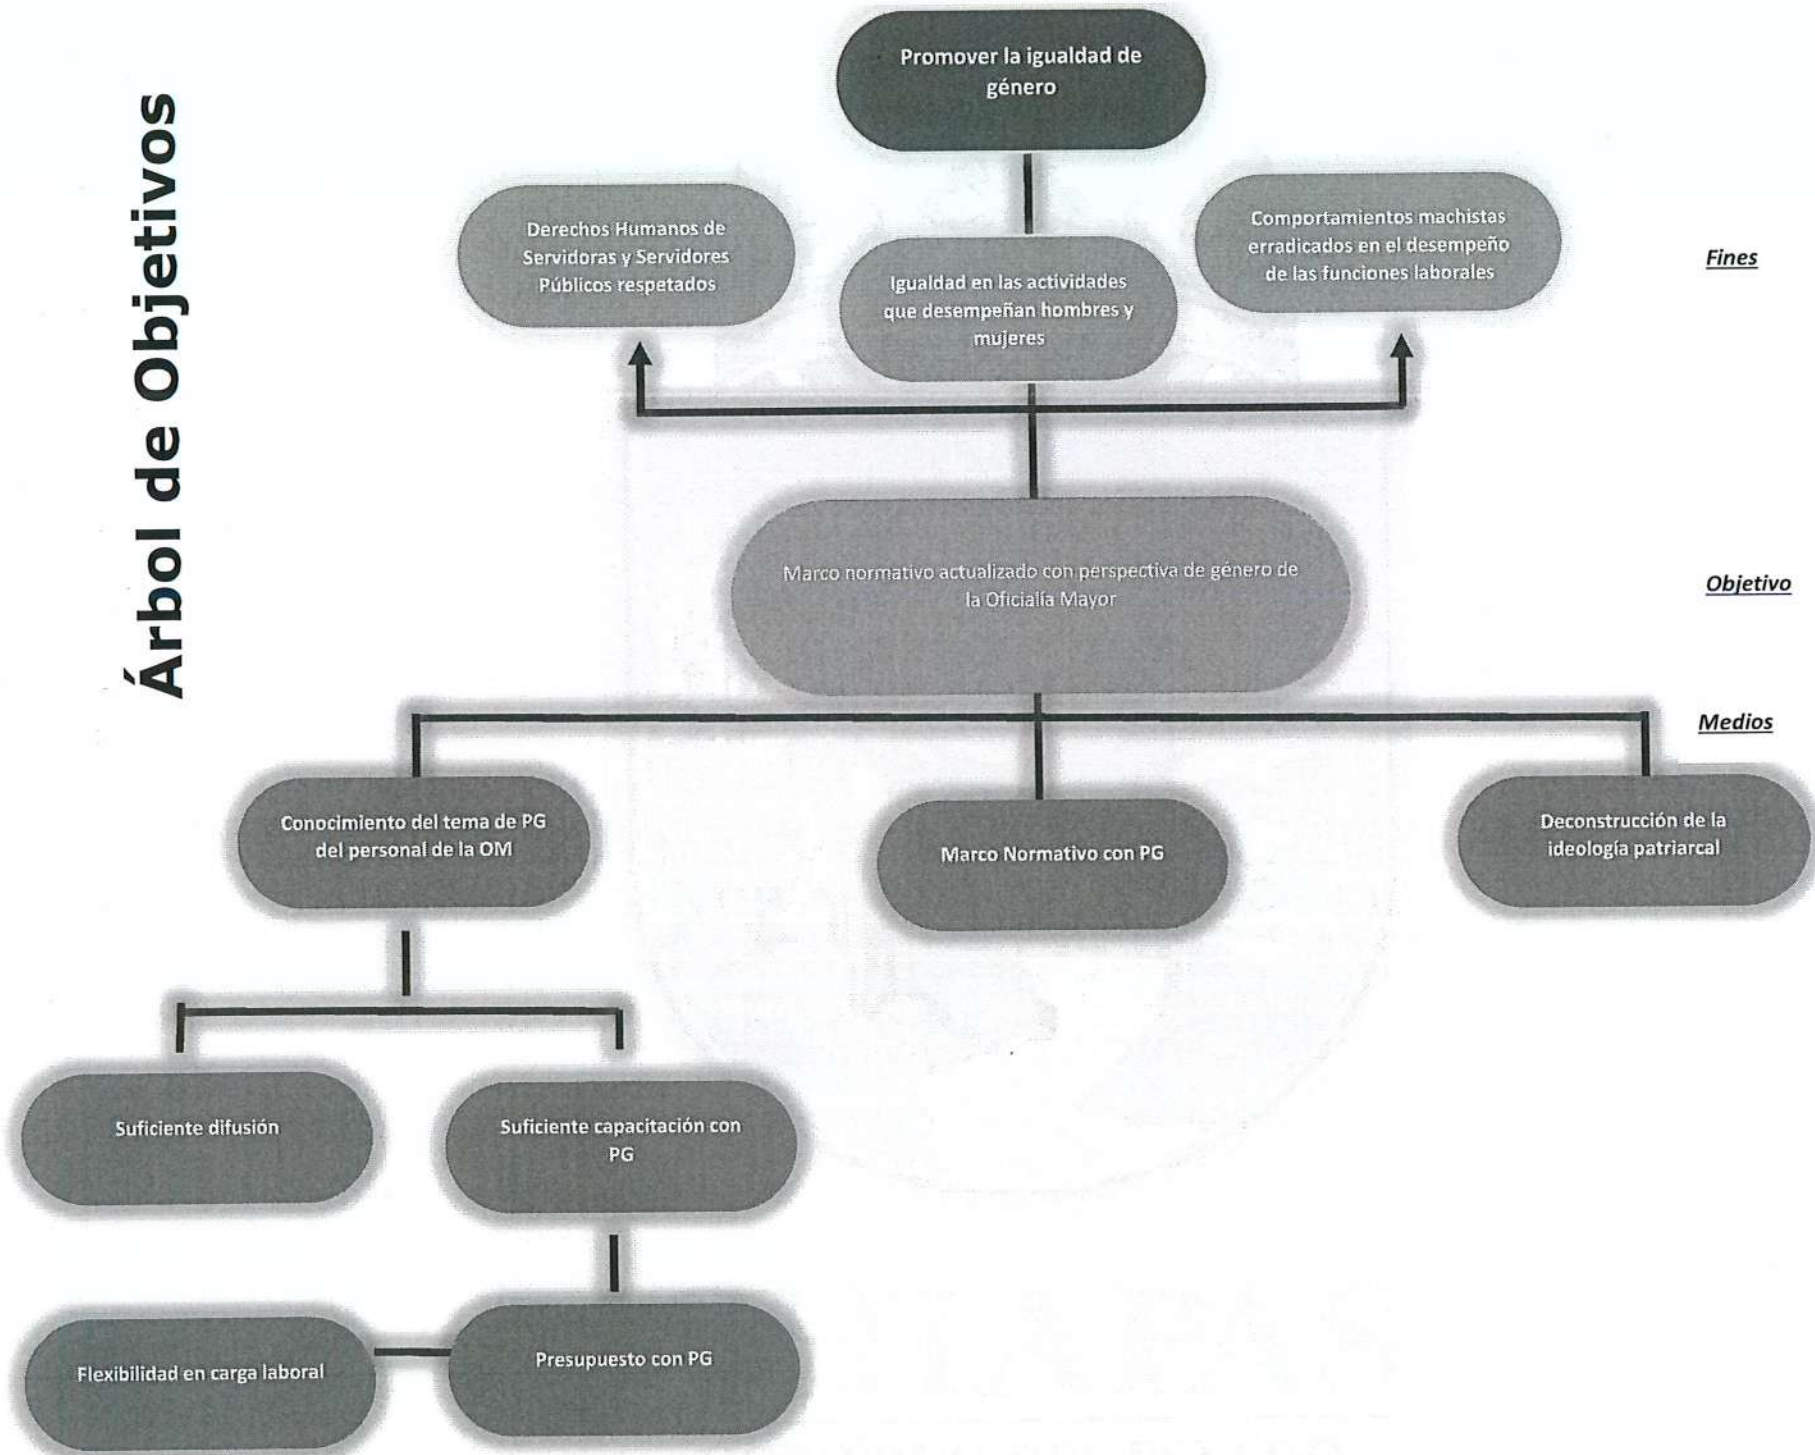 Árbol de Objetivos
Promover la igualdad de
género
Derechos Humanos de
Servidoras y Servidores
Públicos respetados
Igualdad en las actividades
que desempeñan hombres y
mujeres
Comportamientos machistas
erradicados en el desempeño
de las funciones laborales
Fines
Marco normativo actualizado con perspectiva de género de
la Oficialía Mayor
Objetivo
Medios
Conocimiento del tema de PG
del personal de la OM
Marco Normativo con PG
Deconstrucción de la
ideología patriarcal
Suficiente difusión
Suficiente capacitación con
PG
Flexibilidad en carga laboral
Presupuesto con PG